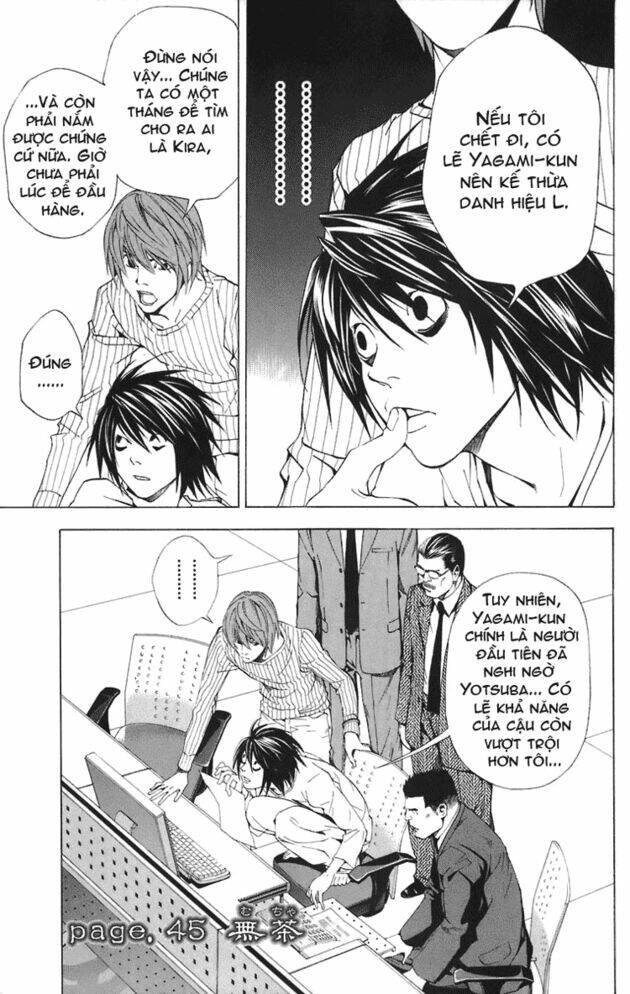 Nếu tôi
chết đi, có
lẽ Yagami-kun
nên kế thừa
danh hiệu L.
Đừng nói
vậy... Chúng
ta có một
tháng để tìm
cho ra ai
là Kira,
...Và còn
phải nắm
được chứng
cứ nữa. Giờ
chưa phải
lúc để đầu
hàng.
Đúng
......
Tuy nhiên,
Yagami-kun
chính là người
đầu tiên đã
nghi ngờ
Yotsuba... Có
lẽ khả năng
của cậu còn
vượt trội
hơn tôi...
むちゃ
page. 45 無茶